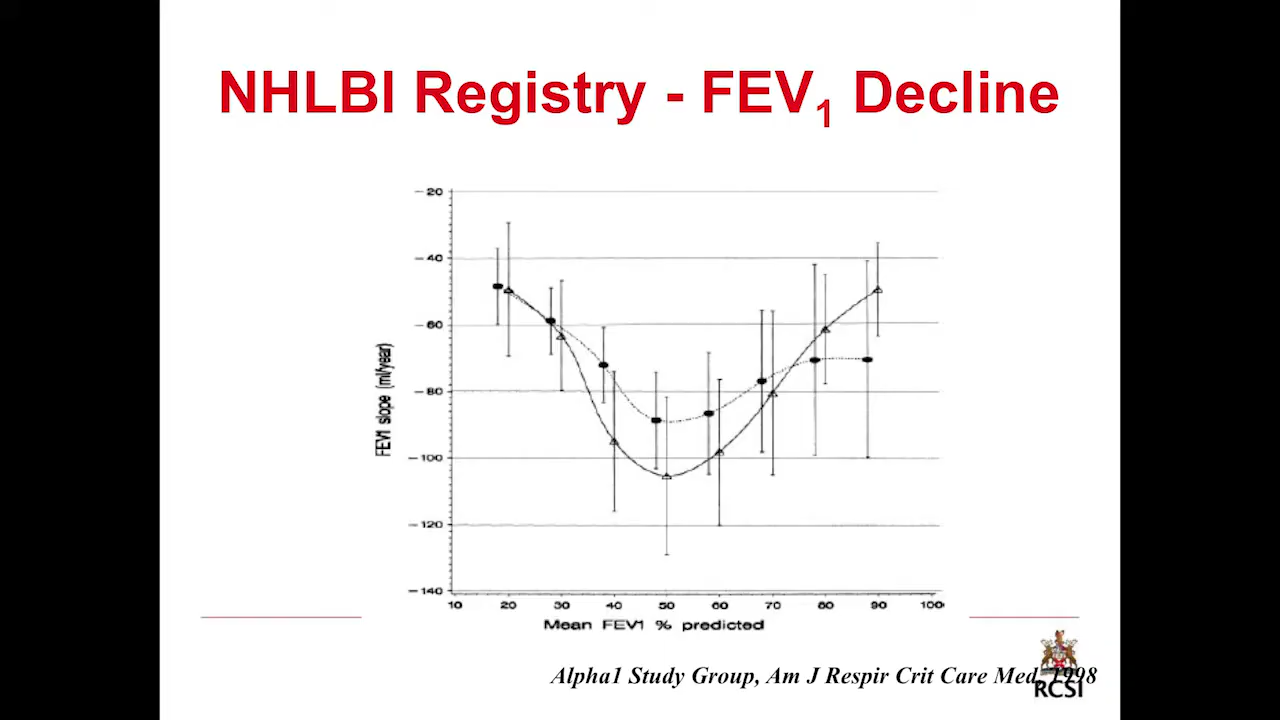 NHLBI Registry - FEV1 Decline
-20
-40
-60
-80
-100
-120
-140
FEV1 slope (ml/year)
10 20 30 40 50 60 70 80 90 100
Mean FEV1 % predicted
Alpha1 Study Group, Am J Respir Crit Care Med, 1998
RCSI